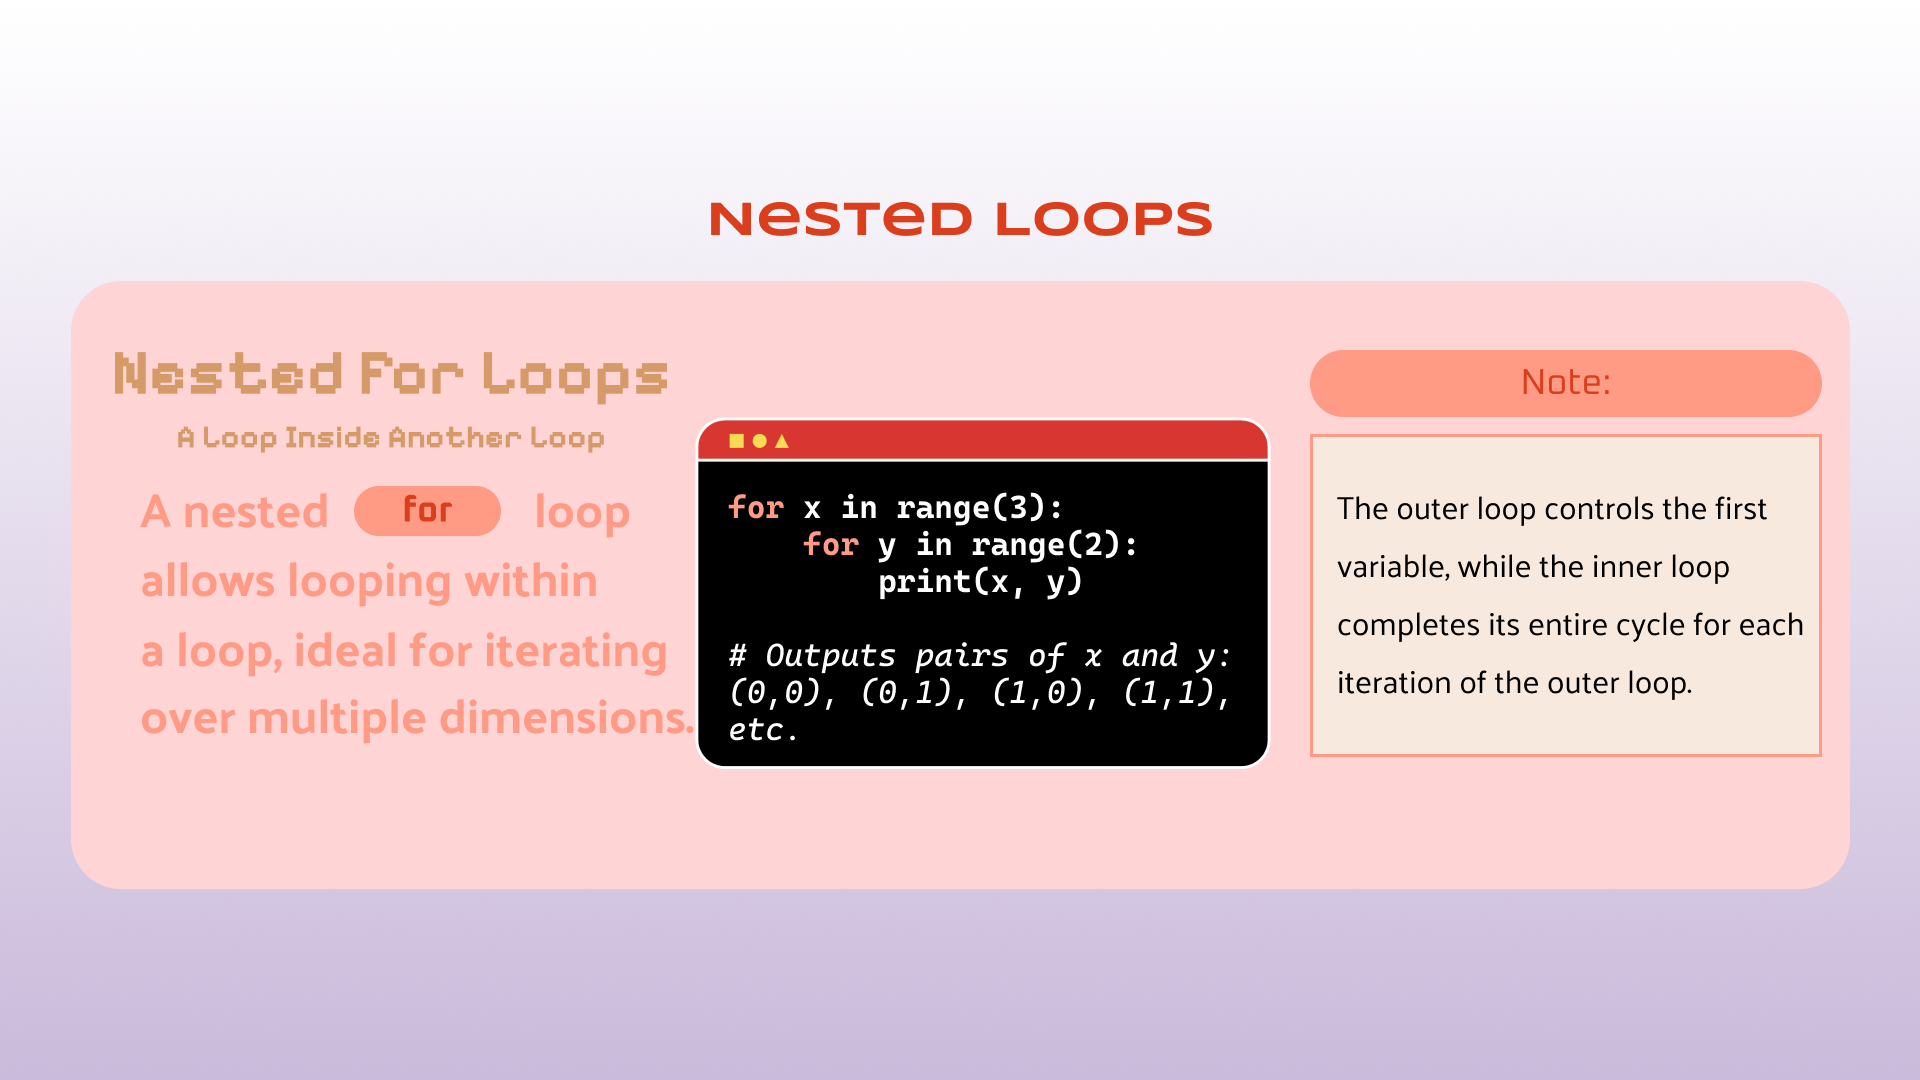 Nested Loops
Nested For Loops
A Loop Inside Another Loop
A nested for loop
allows looping within
a loop, ideal for iterating
over multiple dimensions.
for x in range(3):
    for y in range(2):
        print(x, y)
# Outputs pairs of x and y:
(0,0), (0,1), (1,0), (1,1),
etc.
Note:
The outer loop controls the first
variable, while the inner loop
completes its entire cycle for each
iteration of the outer loop.